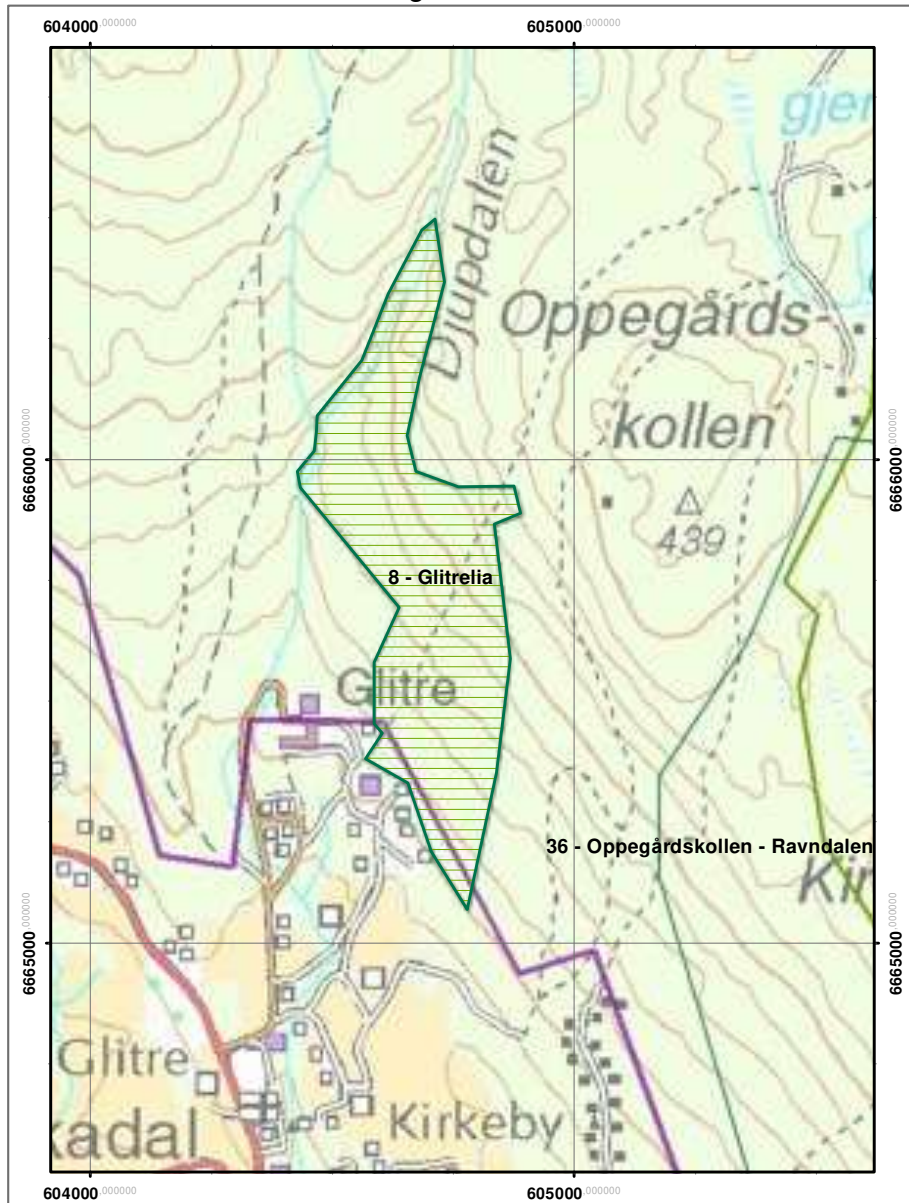 604000.000000
605000.000000
gjer
Djupdalen
Oppegårds-
kollen
6666000.000000
6666000.000000
439
8 - Glitrelia
Glitre
36 - Oppegårdskollen - Ravndalen
Kir
6665000.000000
6665000.000000
Glitre
kadal
Kirkeby
604000.000000
605000.000000